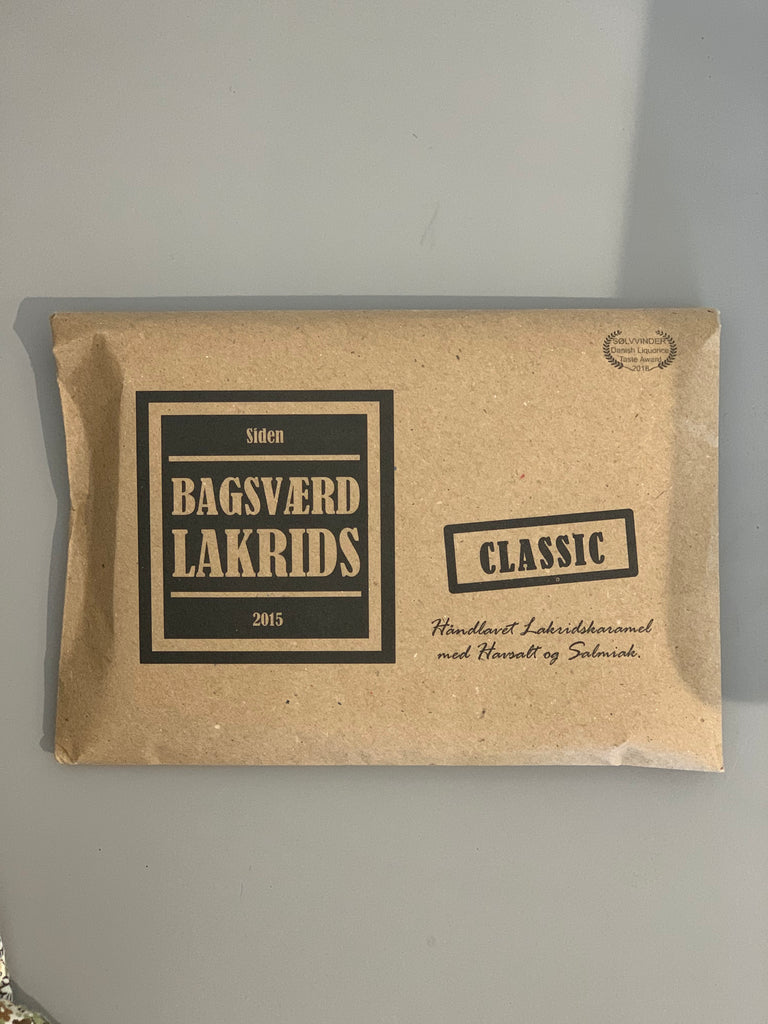 SØLVVINDER
Danish Liquorice
Taste Award
2018
Siden
BAGSVÆRD
LAKRIDS
2015
CLASSIC
Håndlavet Lakridskaramel
med Havsalt og Salmiak.